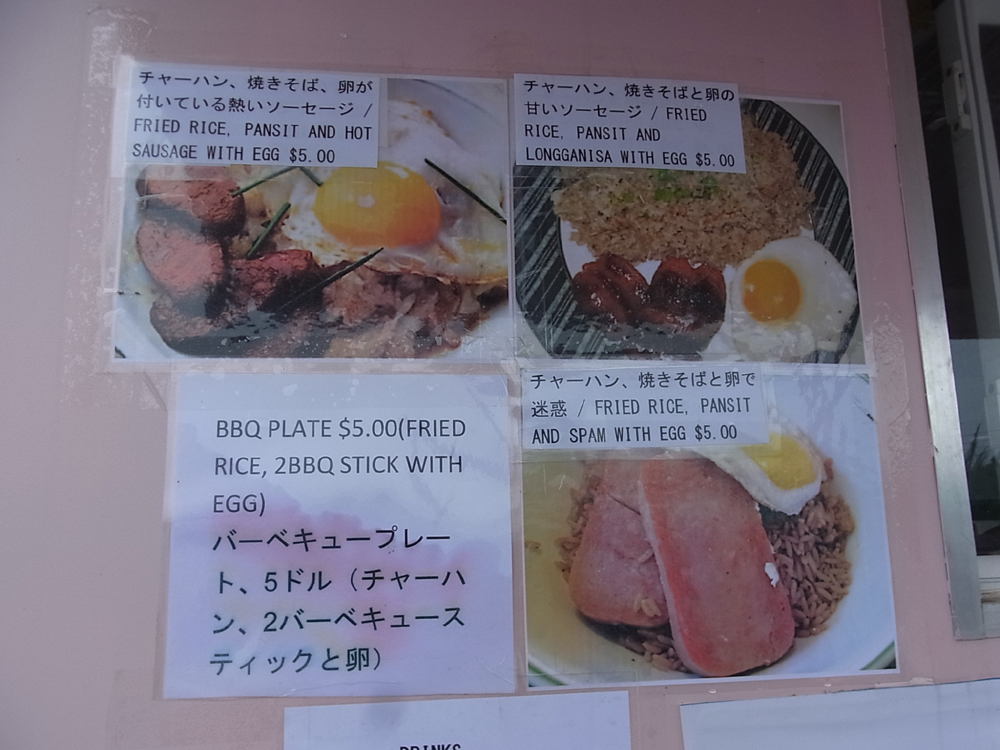 チャーハン、焼きそば、卵が
付いている熱いソーセージ /
FRIED RICE, PANSIT AND HOT
SAUSAGE WITH EGG $5.00
チャーハン、焼きそばと卵の
甘いソーセージ / FRIED
RICE, PANSIT AND
LONGGANISA WITH EGG $5.00
BBQ PLATE $5.00(FRIED
RICE, 2BBQ STICK WITH
EGG)
バーベキュープレー
ト、5ドル（チャーハ
ン、2バーベキュース
ティックと卵）
チャーハン、焼きそばと卵で
迷惑 / FRIED RICE, PANSIT
AND SPAM WITH EGG $5.00
DRINKS